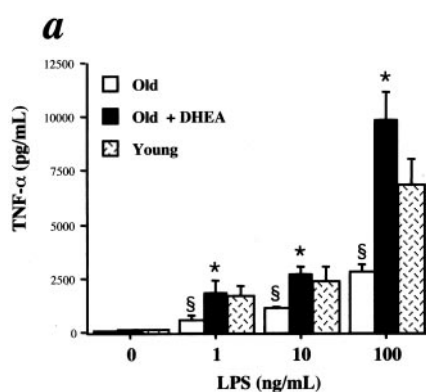 a
12500
10000
7500
5000
2500
0
TNF-α (pg/mL)
Old
Old + DHEA
Young
§ * § * § *
0 1 10 100
LPS (ng/mL)